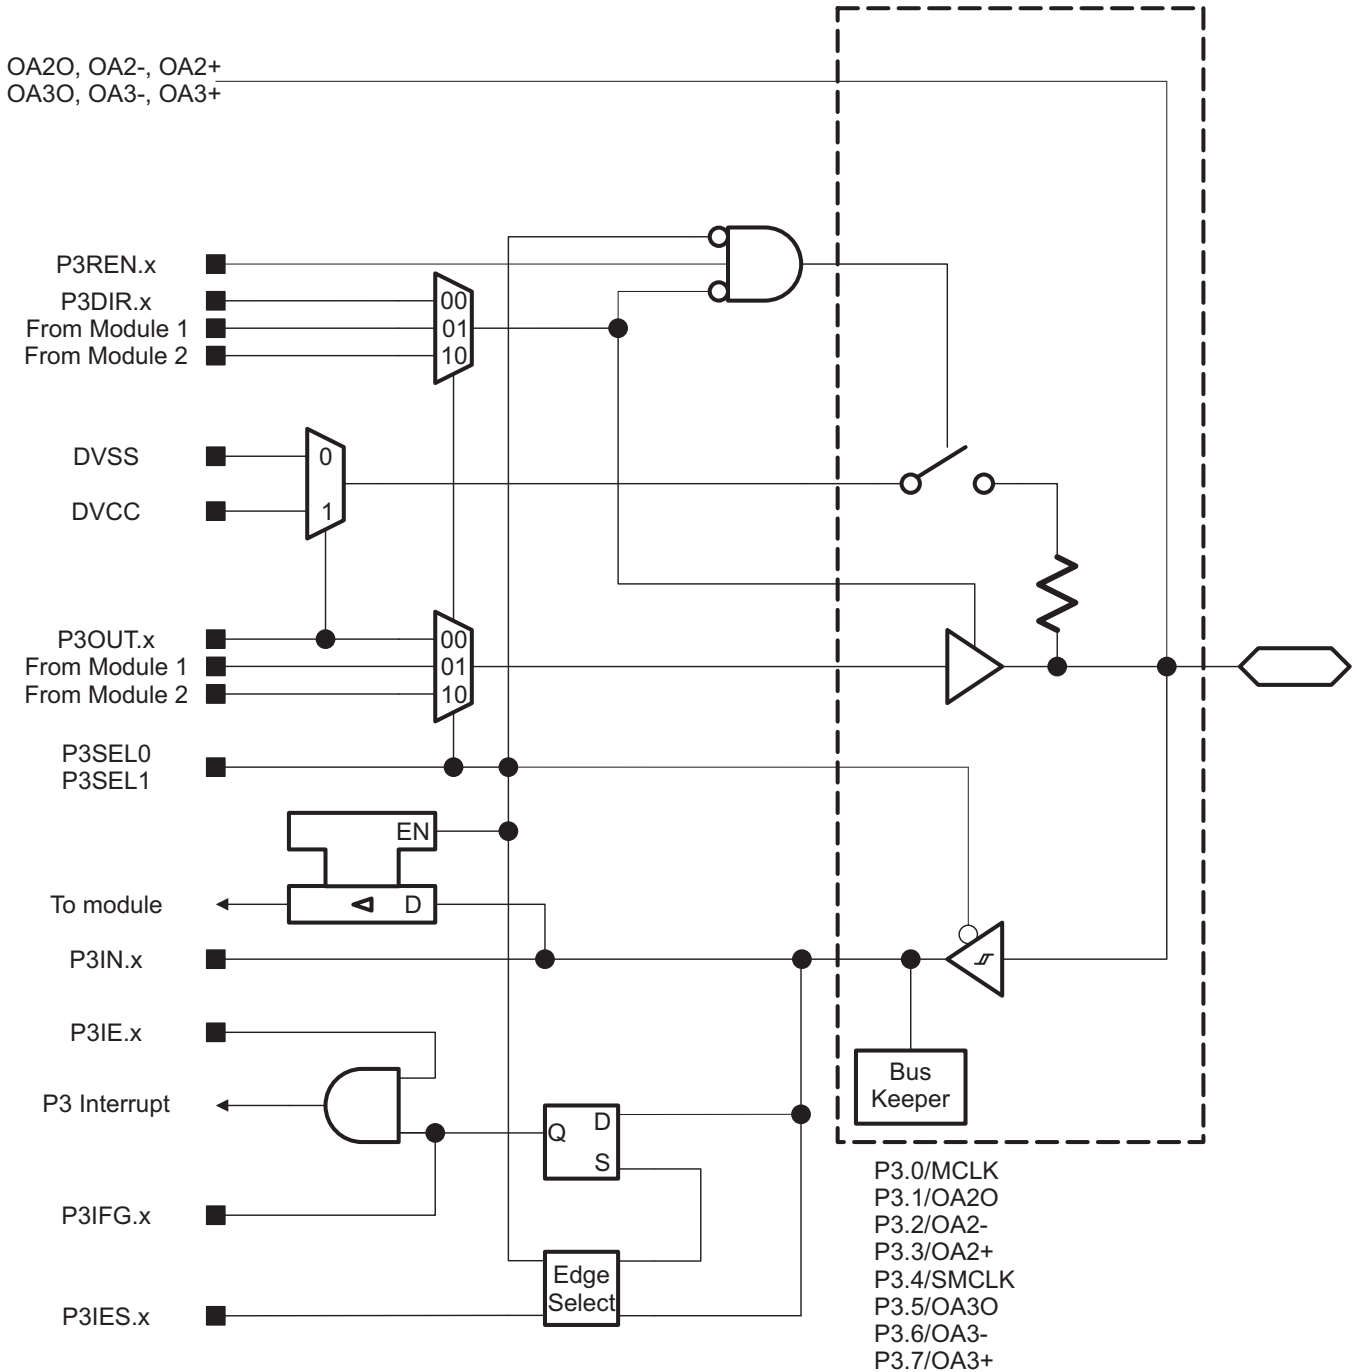 OA2O, OA2-, OA2+
OA3O, OA3-, OA3+
P3REN.x
P3DIR.x
From Module 1
From Module 2
00
01
10
DVSS
DVCC
0
1
P3OUT.x
From Module 1
From Module 2
00
01
10
P3SEL0
P3SEL1
EN
D
To module
P3IN.x
P3IE.x
P3 Interrupt
Q
D
S
Bus
Keeper
P3IFG.x
Edge
Select
P3IES.x
P3.0/MCLK
P3.1/OA2O
P3.2/OA2-
P3.3/OA2+
P3.4/SMCLK
P3.5/OA3O
P3.6/OA3-
P3.7/OA3+